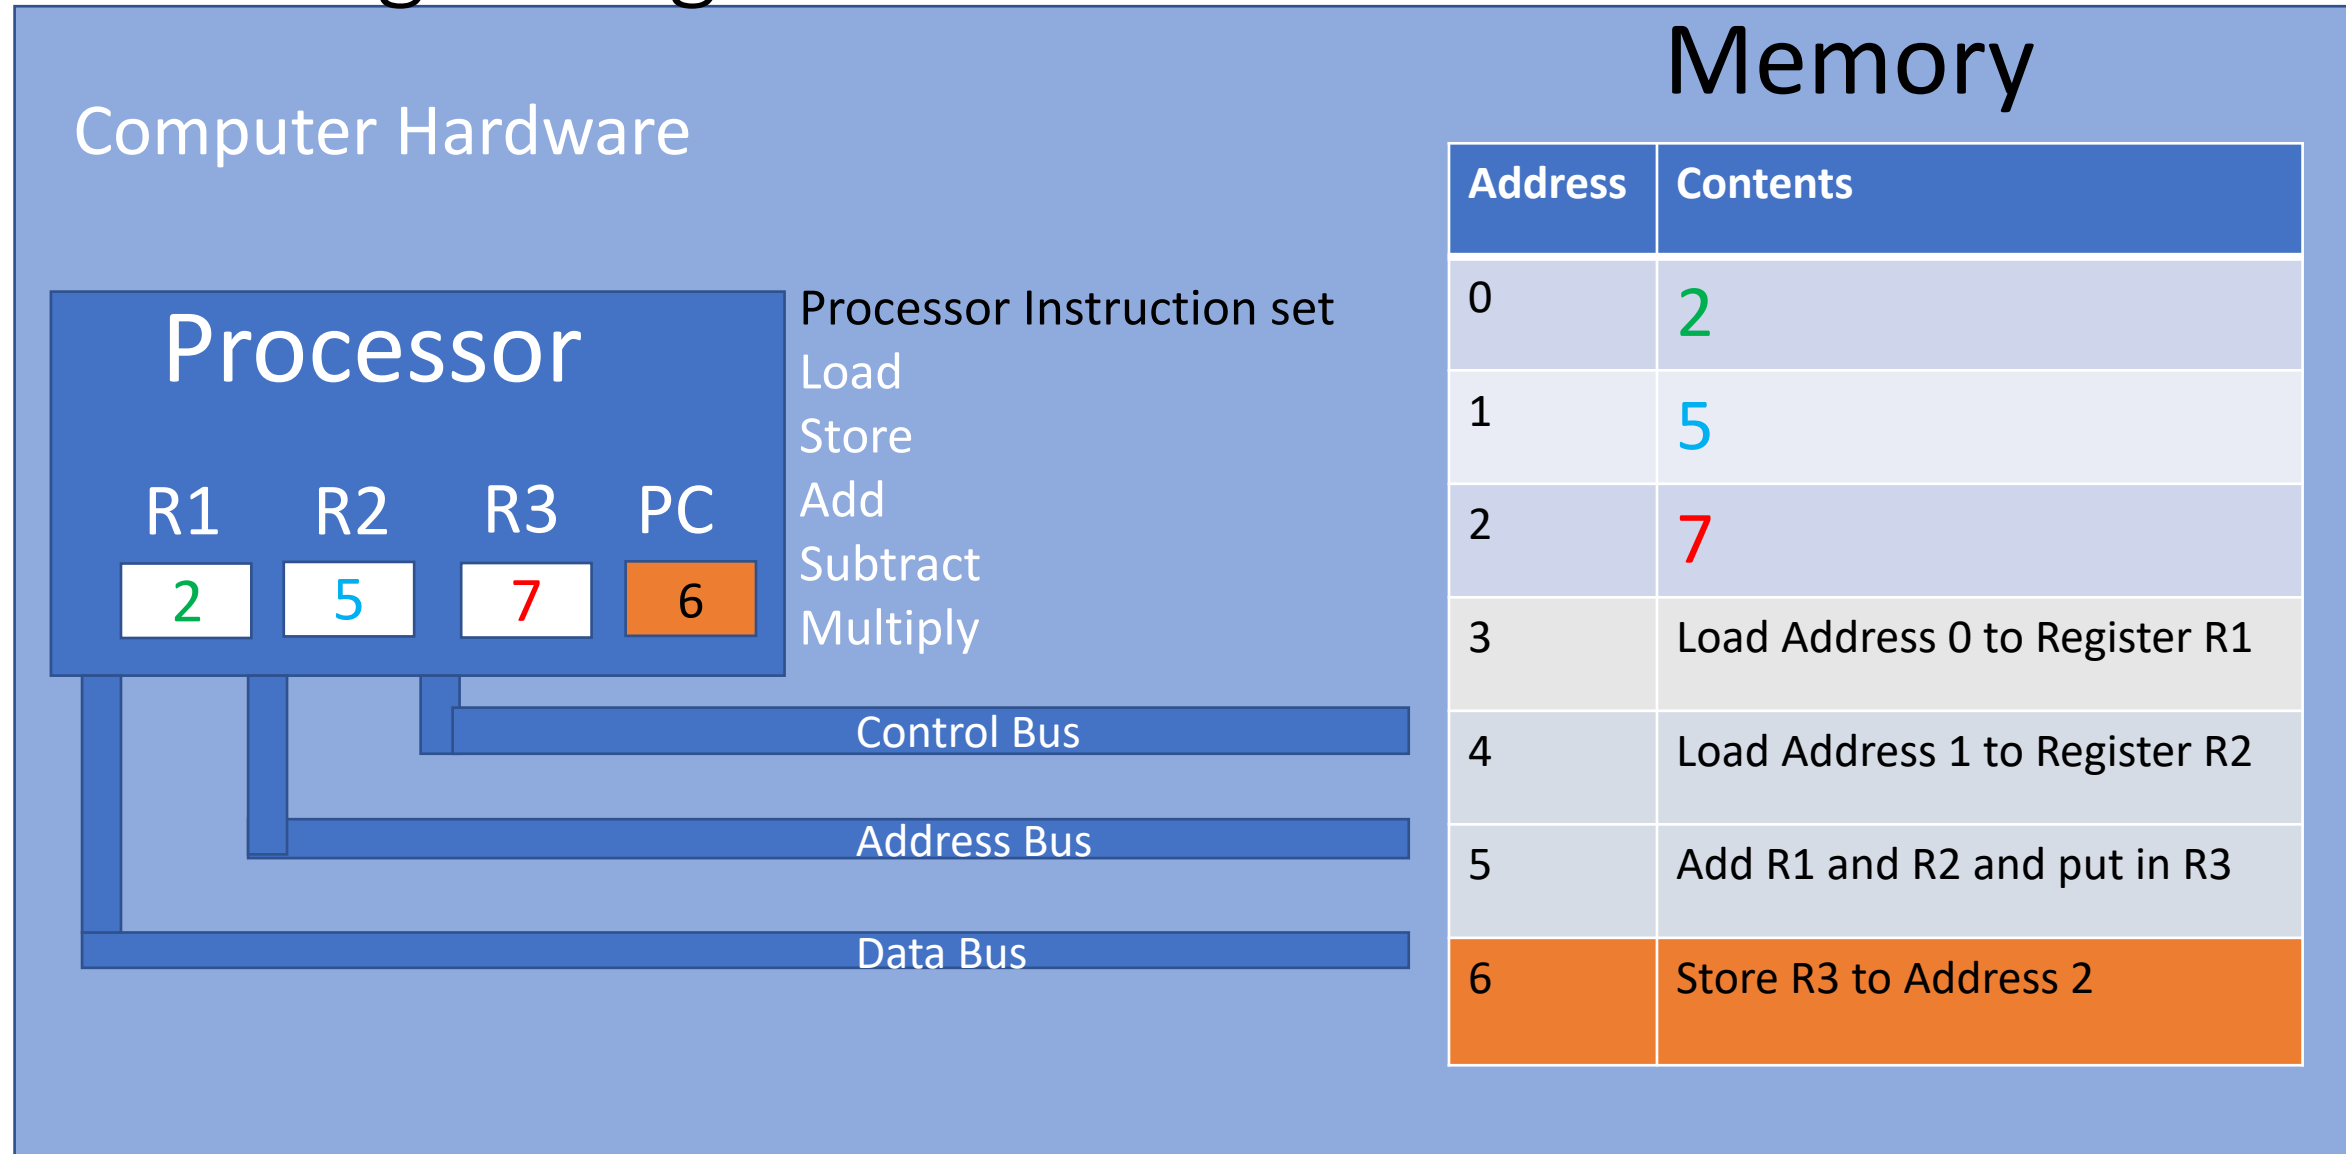 Memory
Computer Hardware
Address Contents
0 2
1 5
2 7
3 Load Address 0 to Register R1
4 Load Address 1 to Register R2
5 Add R1 and R2 and put in R3
6 Store R3 to Address 2
Processor
R1 R2 R3 PC
2 5 7 6
Processor Instruction set
Load
Store
Add
Subtract
Multiply
Control Bus
Address Bus
Data Bus